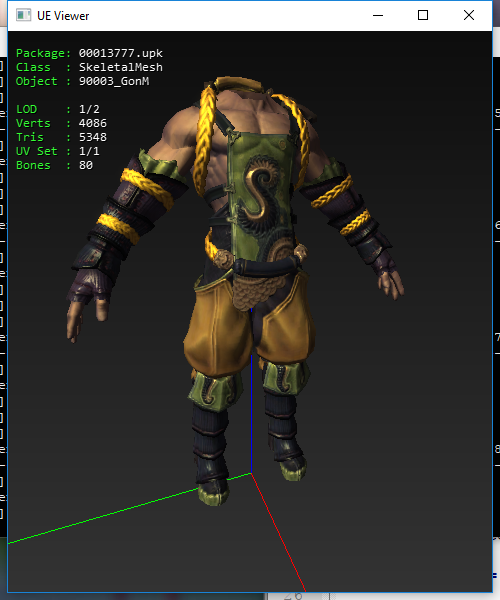 UE Viewer
Package: 00013777.upk
Class : SkeletalMesh
Object : 90003_GonM
LOD : 1/2
Verts : 4086
Tris : 5348
UV Set : 1/1
Bones : 80